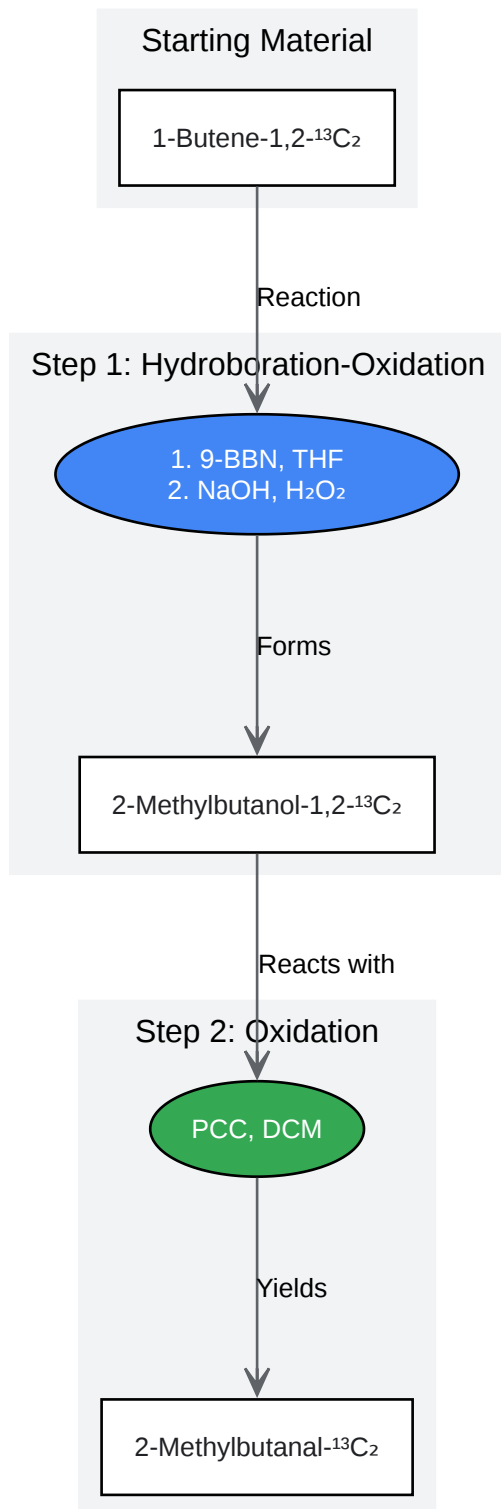 Starting Material
1-Butene-1,2-¹³C₂
Reaction
Step 1: Hydroboration-Oxidation
1. 9-BBN, THF
2. NaOH, H₂O₂
Forms
2-Methylbutanol-1,2-¹³C₂
Reacts with
Step 2: Oxidation
PCC, DCM
Yields
2-Methylbutanal-¹³C₂